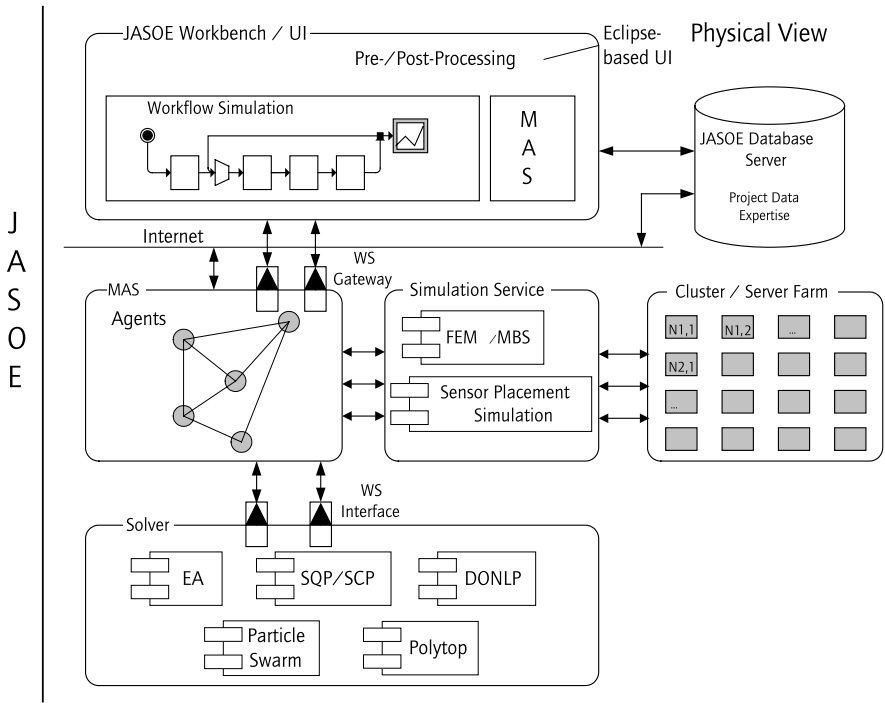 JASOE Workbench / UI
Eclipse-
based UI
Physical View
Pre-/Post-Processing
Workflow Simulation
M
A
S
JASOE Database
Server
Project Data
Expertise
J
A
S
O
E
Internet
WS
Gateway
MAS
Agents
Simulation Service
FEM /MBS
Sensor Placement
Simulation
Cluster / Server Farm
N1,1
N1,2
...
N2,1
...
WS
Interface
Solver
EA
SQP/SCP
DONLP
Particle
Swarm
Polytop